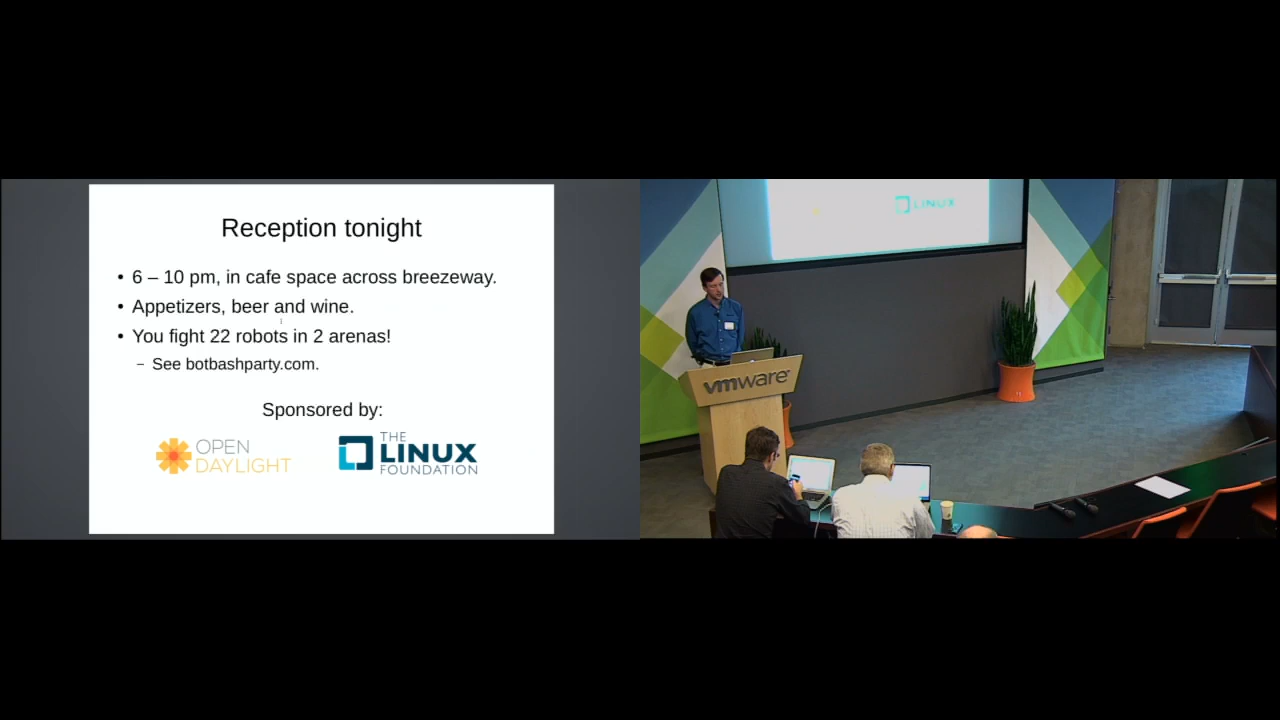 Reception tonight
• 6 – 10 pm, in cafe space across breezeway.
• Appetizers, beer and wine.
• You fight 22 robots in 2 arenas!
– See botbashparty.com.
Sponsored by:
OPEN
DAYLIGHT
THE
LINUX
FOUNDATION
LINUX
vmware